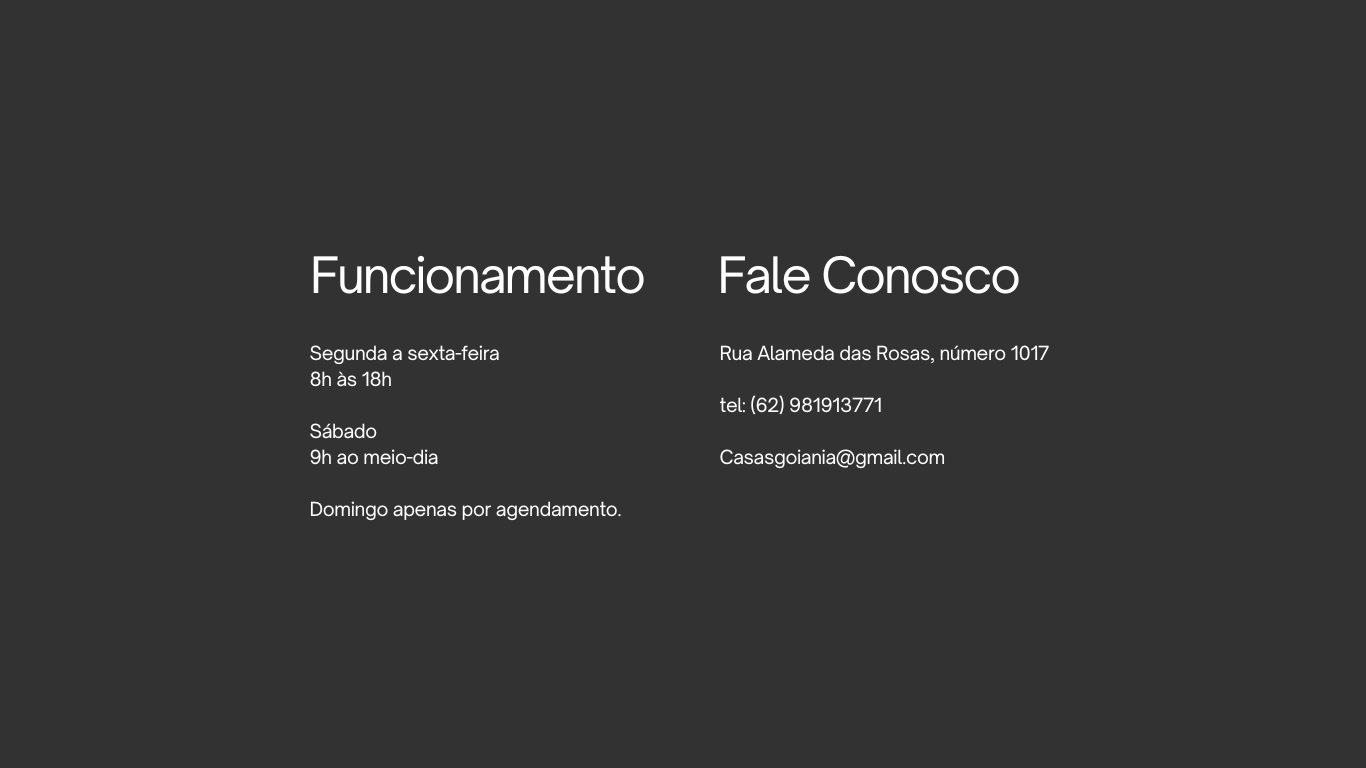 Funcionamento
Segunda a sexta-feira
8h às 18h
Sábado
9h ao meio-dia
Domingo apenas por agendamento.
Fale Conosco
Rua Alameda das Rosas, número 1017
tel: (62) 981913771
Casasgoiania@gmail.com